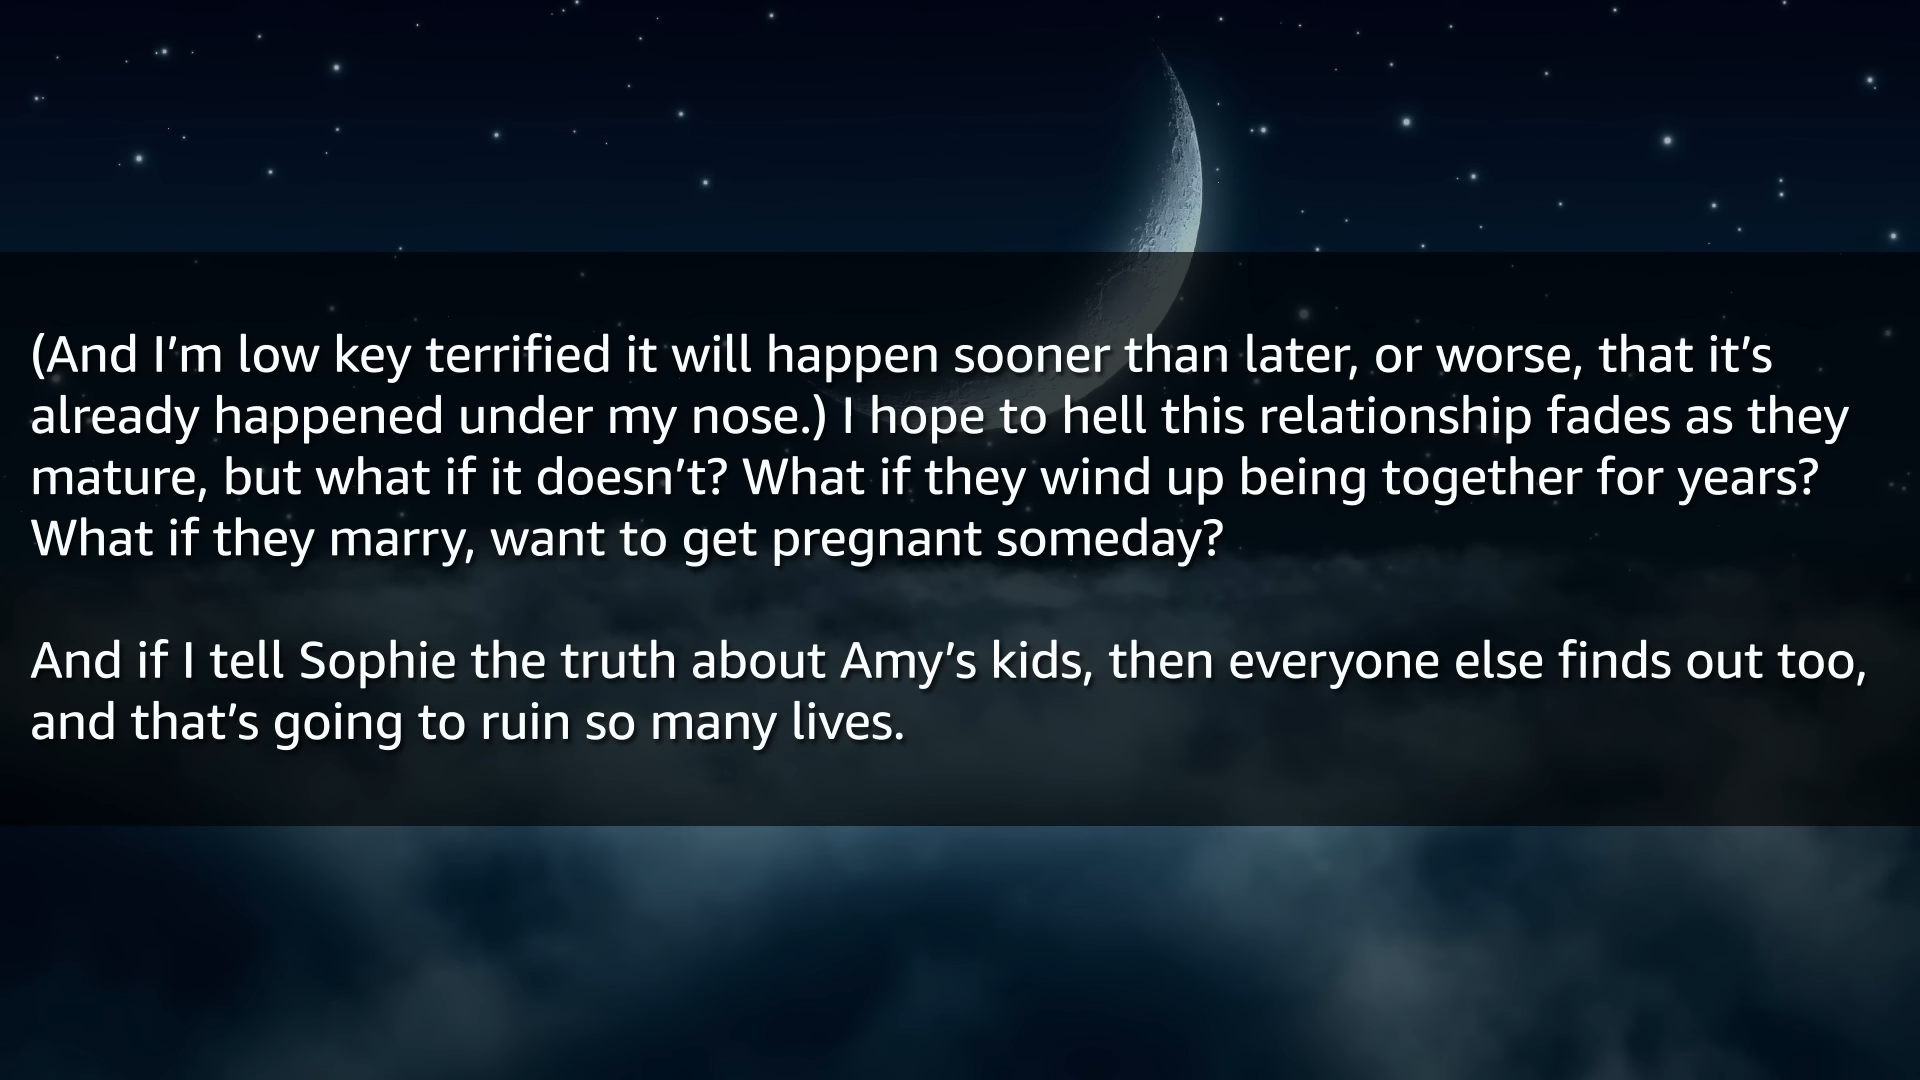 (And I’m low key terrified it will happen sooner than later, or worse, that it’s
already happened under my nose.) I hope to hell this relationship fades as they
mature, but what if it doesn’t? What if they wind up being together for years?
What if they marry, want to get pregnant someday?
And if I tell Sophie the truth about Amy’s kids, then everyone else finds out too,
and that’s going to ruin so many lives.